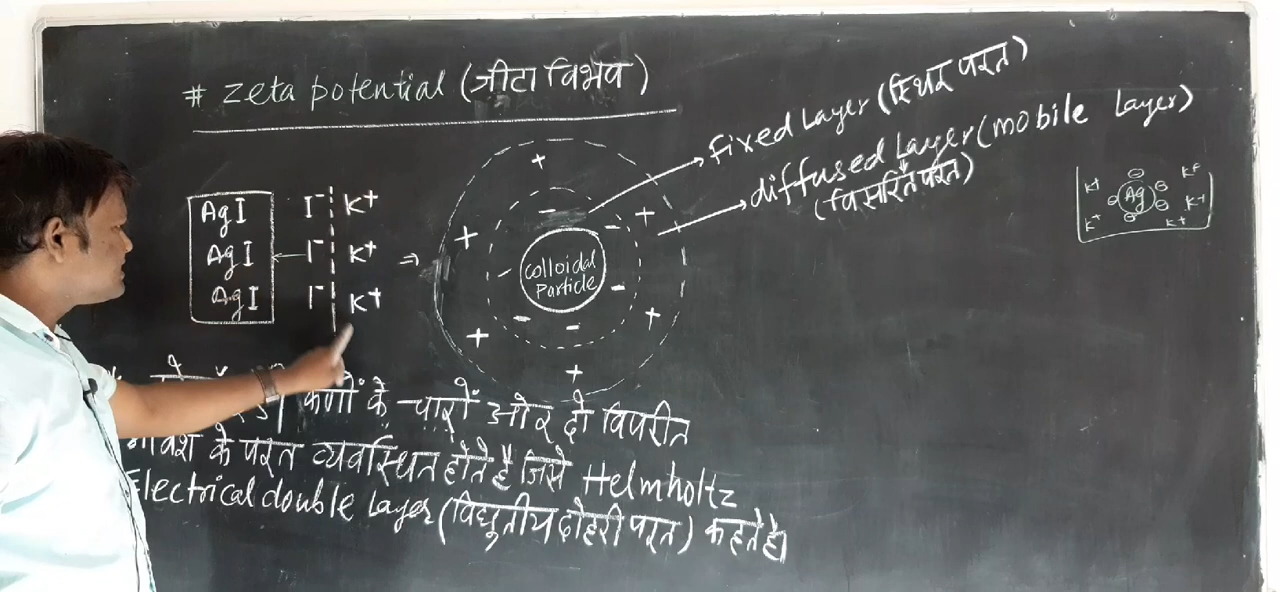 # zeta potential (जीटा विभव)
fixed Layer (स्थिर परत)
diffused Layer (mobile Layer)
(विसरित परत)
AgI I⁻ K⁺
AgI ← I⁻ K⁺ ⇒
AgI I⁻ K⁺
Colloidal
Particle
+ + + + + + +
- - - - - -
K⁺ Ag K⁺
K⁺ K⁺ K⁺
कणों के चारों ओर दो विपरीत
के परत व्यवस्थित होते है जिसे Helmholtz
Electrical double Layer (विधुतीय दोहरी परत) कहते है।